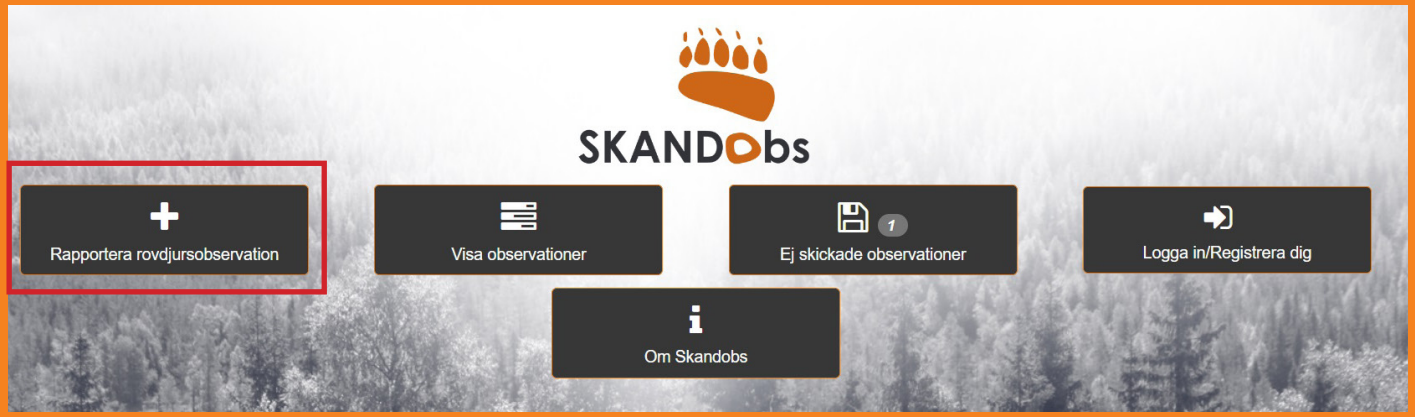 SKANDObs
Rapportera rovdjursobservation
Visa observationer
1
Ej skickade observationer
Logga in/Registrera dig
Om Skandobs